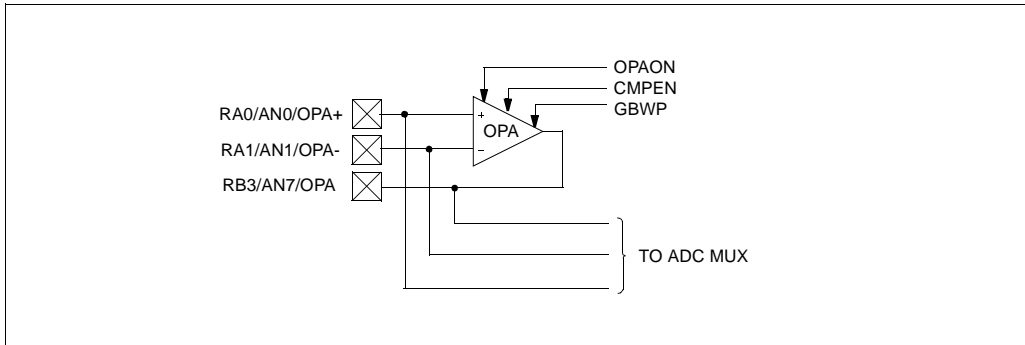 OPAON
CMPEN
GBWP
RA0/AN0/OPA+
+
OPA
RA1/AN1/OPA-
−
RB3/AN7/OPA
TO ADC MUX